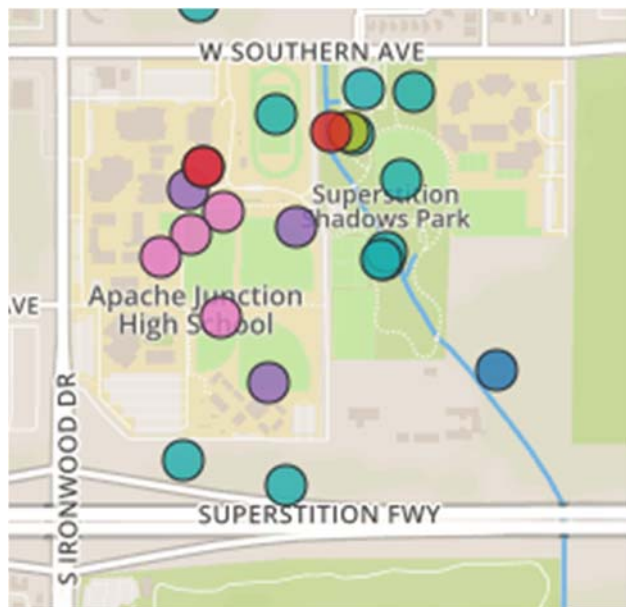 W SOUTHERN AVE
Superstition
Shadows Park
AVE
Apache Junction
High School
S IRONWOOD DR
SUPERSTITION FWY